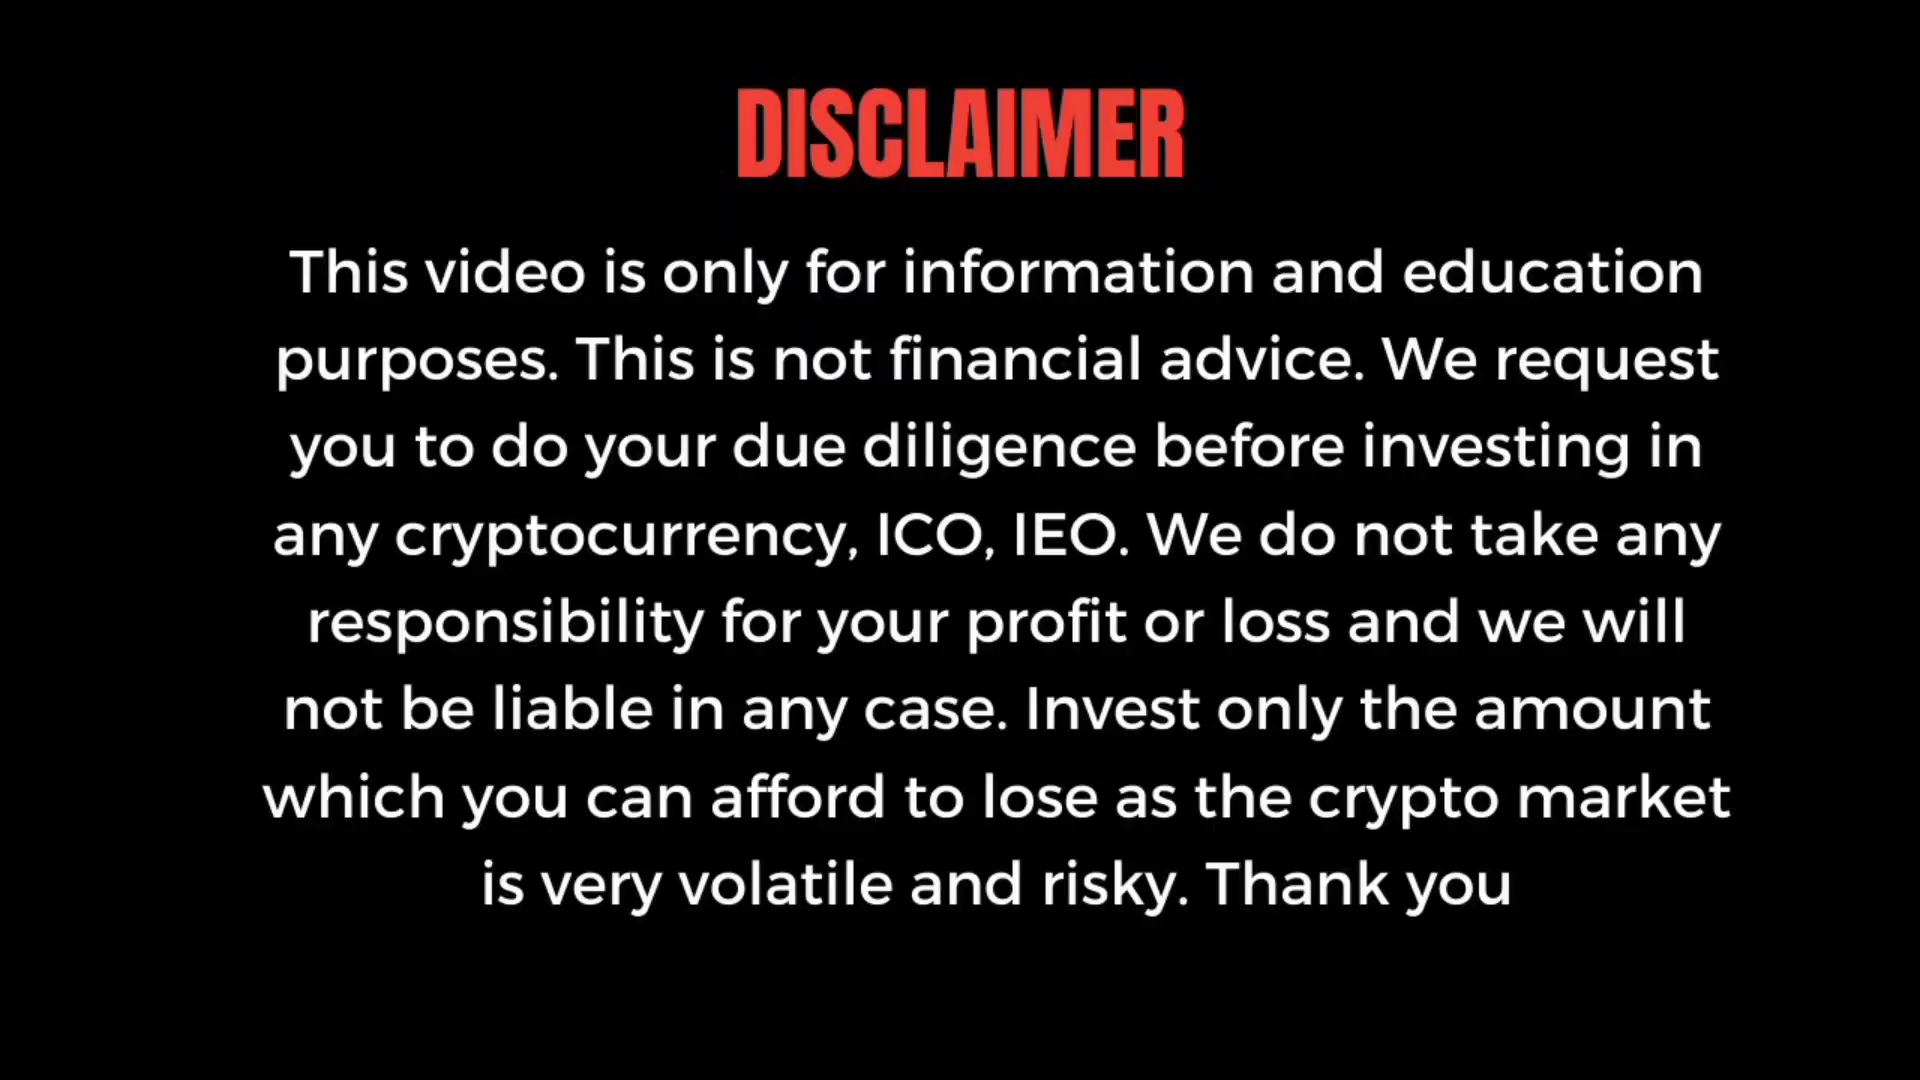 DISCLAIMER
This video is only for information and education
purposes. This is not financial advice. We request
you to do your due diligence before investing in
any cryptocurrency, ICO, IEO. We do not take any
responsibility for your profit or loss and we will
not be liable in any case. Invest only the amount
which you can afford to lose as the crypto market
is very volatile and risky. Thank you